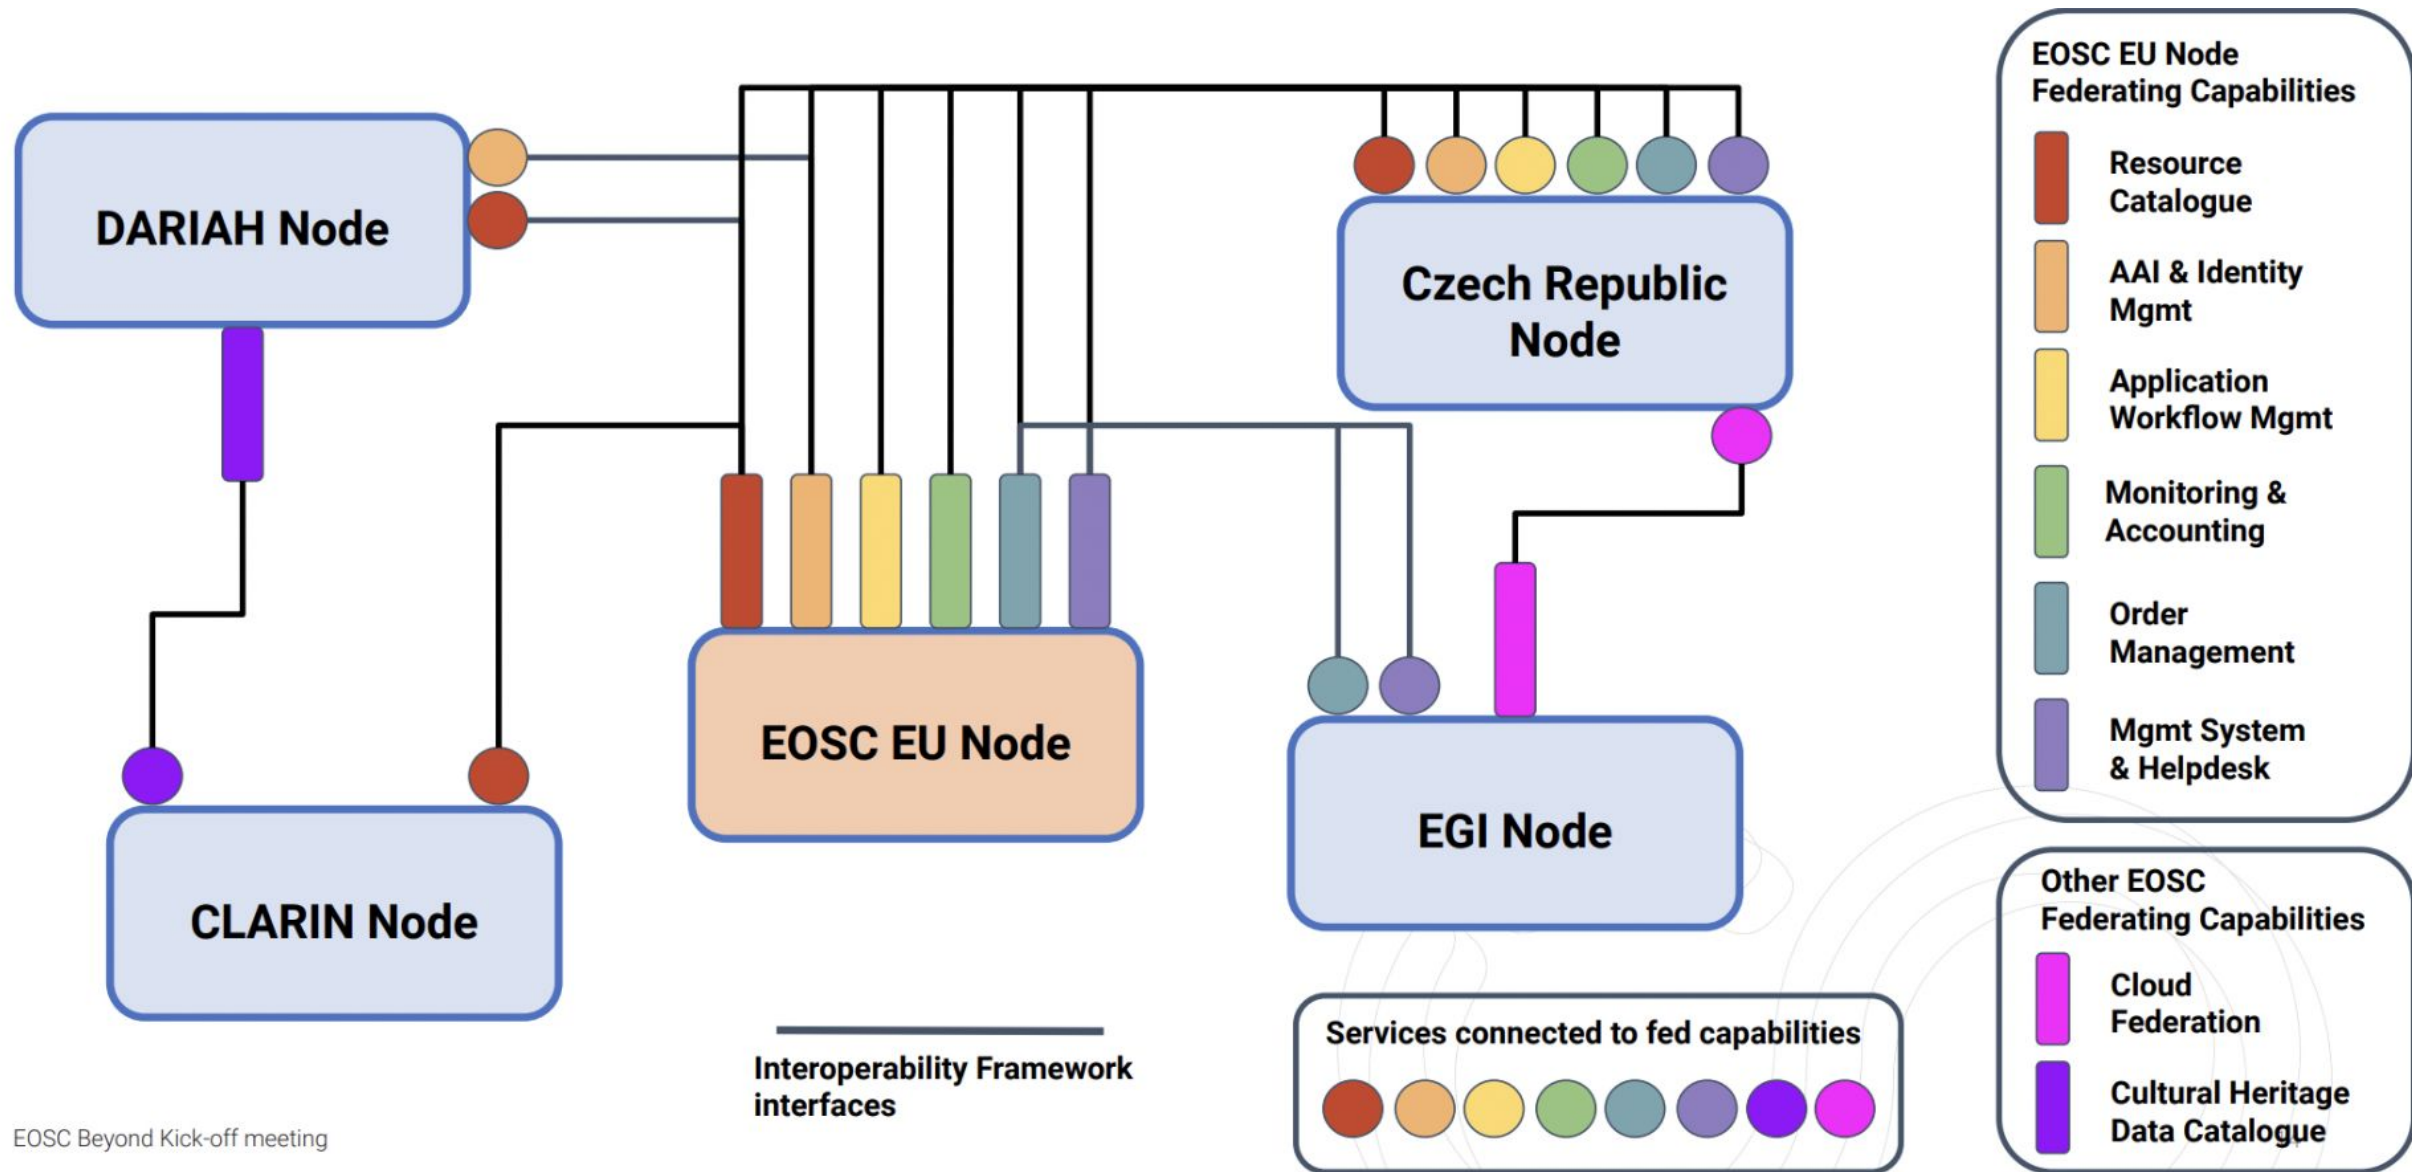 DARIAH Node
Czech Republic
Node
EOSC EU Node
EGI Node
CLARIN Node
Interoperability Framework
interfaces
Services connected to fed capabilities
EOSC EU Node
Federating Capabilities
Resource
Catalogue
AAI & Identity
Mgmt
Application
Workflow Mgmt
Monitoring &
Accounting
Order
Management
Mgmt System
& Helpdesk
Other EOSC
Federating Capabilities
Cloud
Federation
Cultural Heritage
Data Catalogue
EOSC Beyond Kick-off meeting